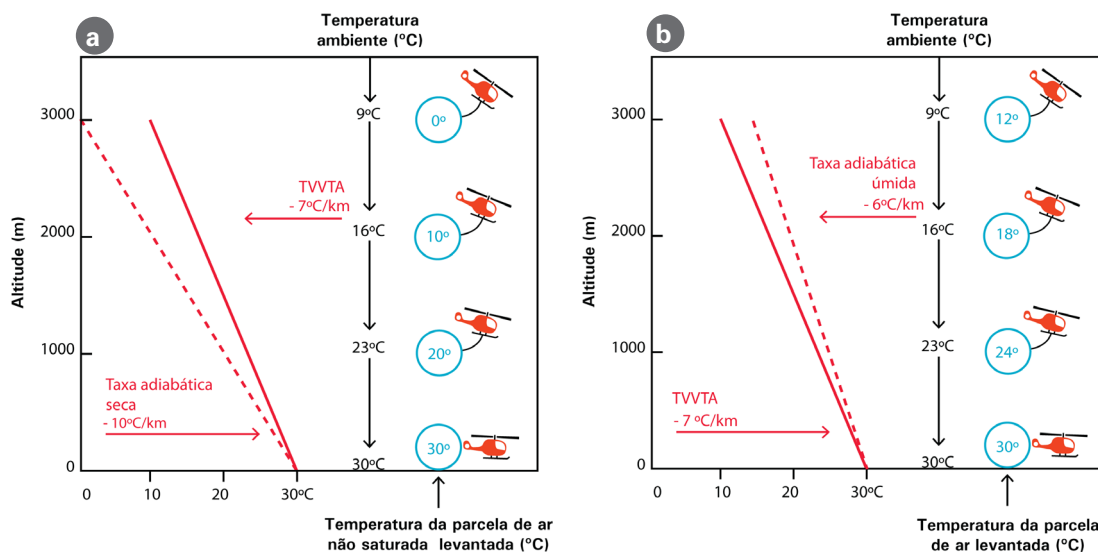 a
Temperatura
ambiente (ºC)
Altitude (m)
3000
2000
1000
0
0
10
20
30ºC
TVVTA
- 7ºC/km
Taxa adiabática
seca
- 10ºC/km
9ºC
16ºC
23ºC
30ºC
0º
10º
20º
30º
Temperatura da parcela de ar
não saturada levantada (ºC)
b
Temperatura
ambiente (ºC)
Altitude (m)
3000
2000
1000
0
0
10
20
30ºC
Taxa adiabática
úmida
- 6ºC/km
TVVTA
- 7 ºC/km
9ºC
16ºC
23ºC
30ºC
12º
18º
24º
30º
Temperatura da parcela
de ar levantada (ºC)